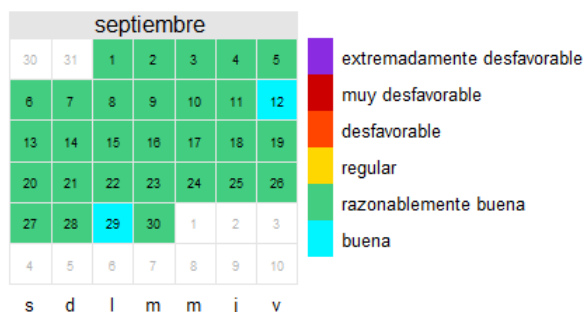 septiembre
30 31 1 2 3 4 5
6 7 8 9 10 11 12
13 14 15 16 17 18 19
20 21 22 23 24 25 26
27 28 29 30 1 2 3
4 5 6 7 8 9 10
s d l m m j v
extremadamente desfavorable
muy desfavorable
desfavorable
regular
razonablemente buena
buena